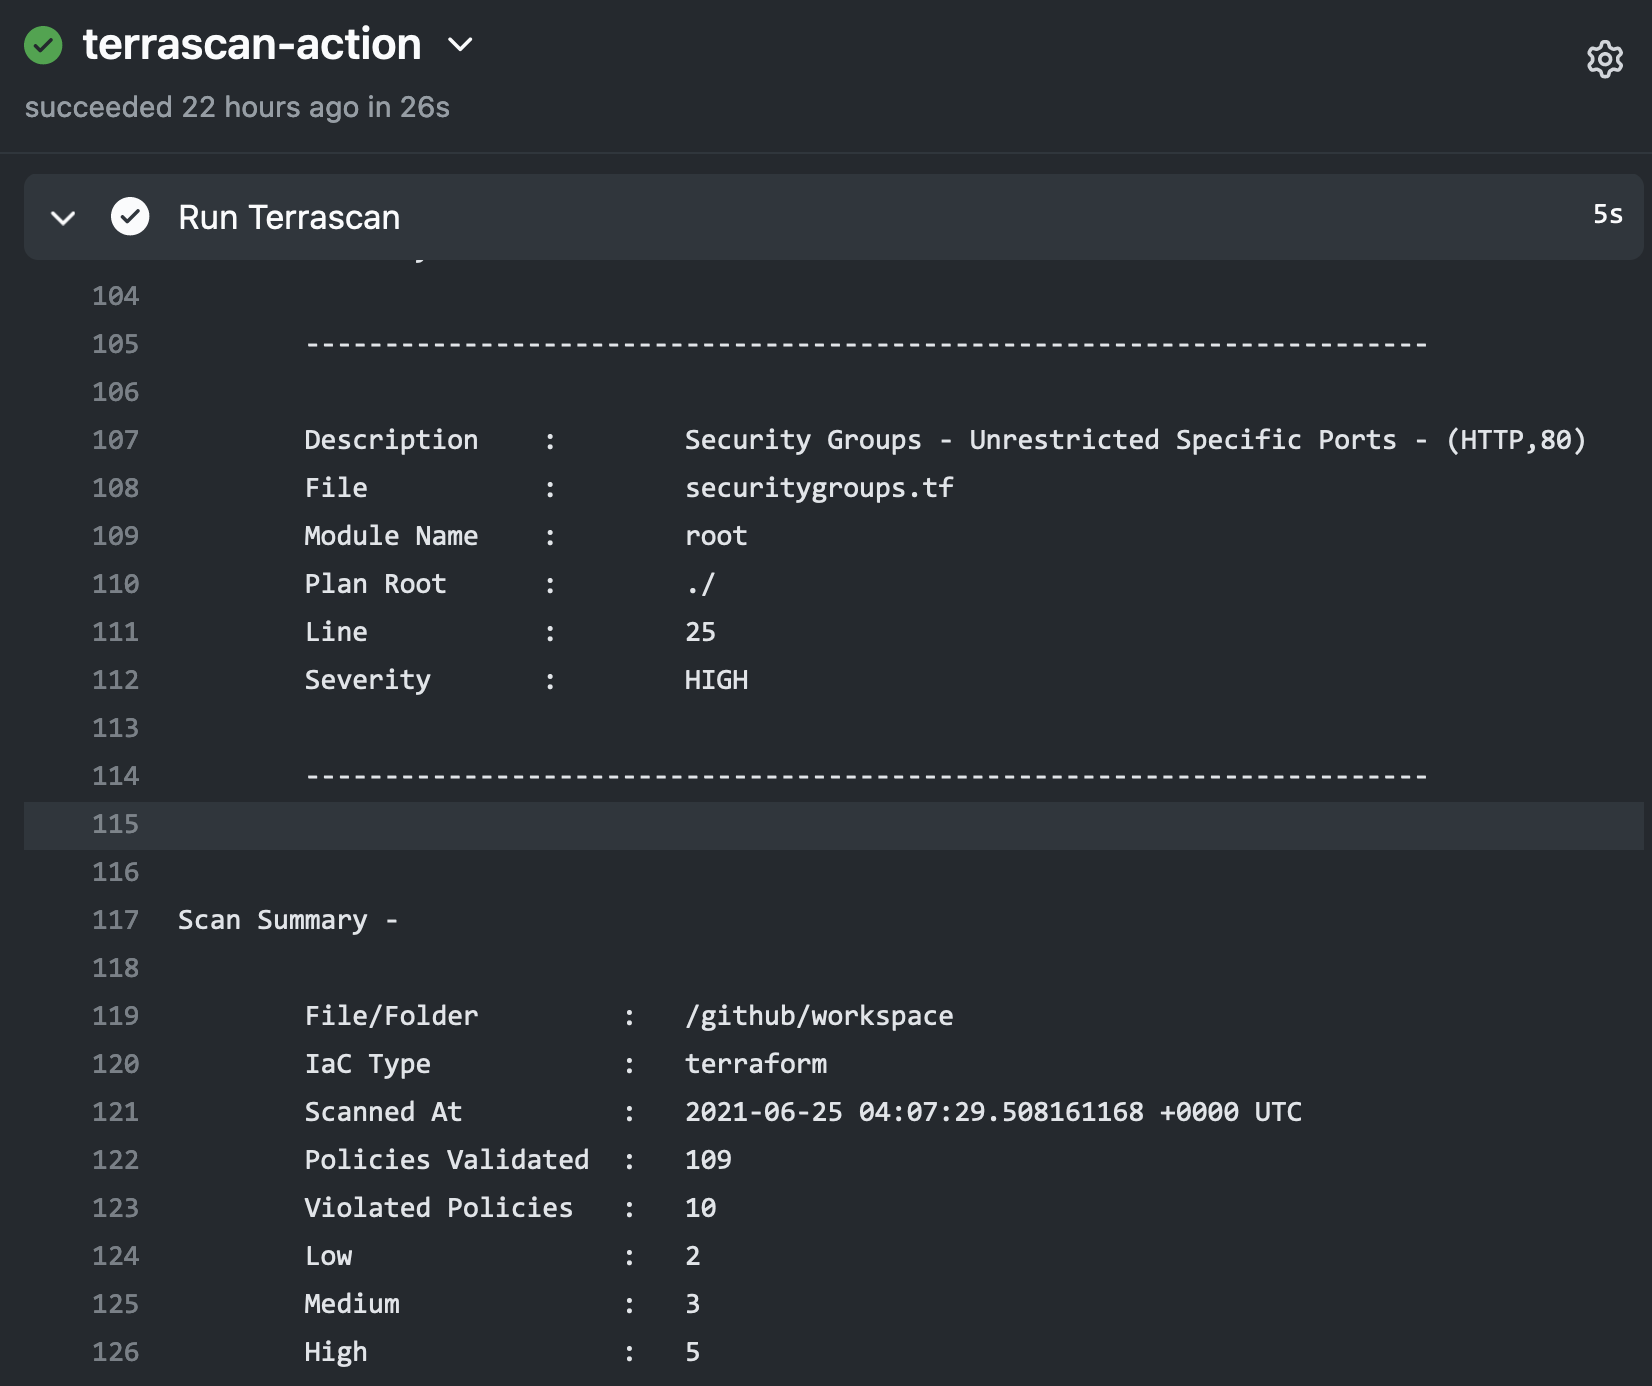 terrascan-action
succeeded 22 hours ago in 26s
Run Terrascan 5s
104
105 -----------------------------------------------------------------------
106
107 Description : Security Groups - Unrestricted Specific Ports - (HTTP,80)
108 File : securitygroups.tf
109 Module Name : root
110 Plan Root : ./
111 Line : 25
112 Severity : HIGH
113
114 -----------------------------------------------------------------------
115
116
117 Scan Summary -
118
119 File/Folder : /github/workspace
120 IaC Type : terraform
121 Scanned At : 2021-06-25 04:07:29.508161168 +0000 UTC
122 Policies Validated : 109
123 Violated Policies : 10
124 Low : 2
125 Medium : 3
126 High : 5